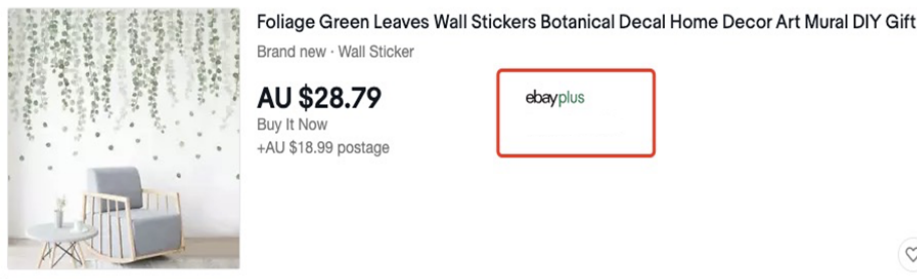 Foliage Green Leaves Wall Stickers Botanical Decal Home Decor Art Mural DIY Gift
Brand new · Wall Sticker
AU $28.79
ebayplus
Buy It Now
+AU $18.99 postage